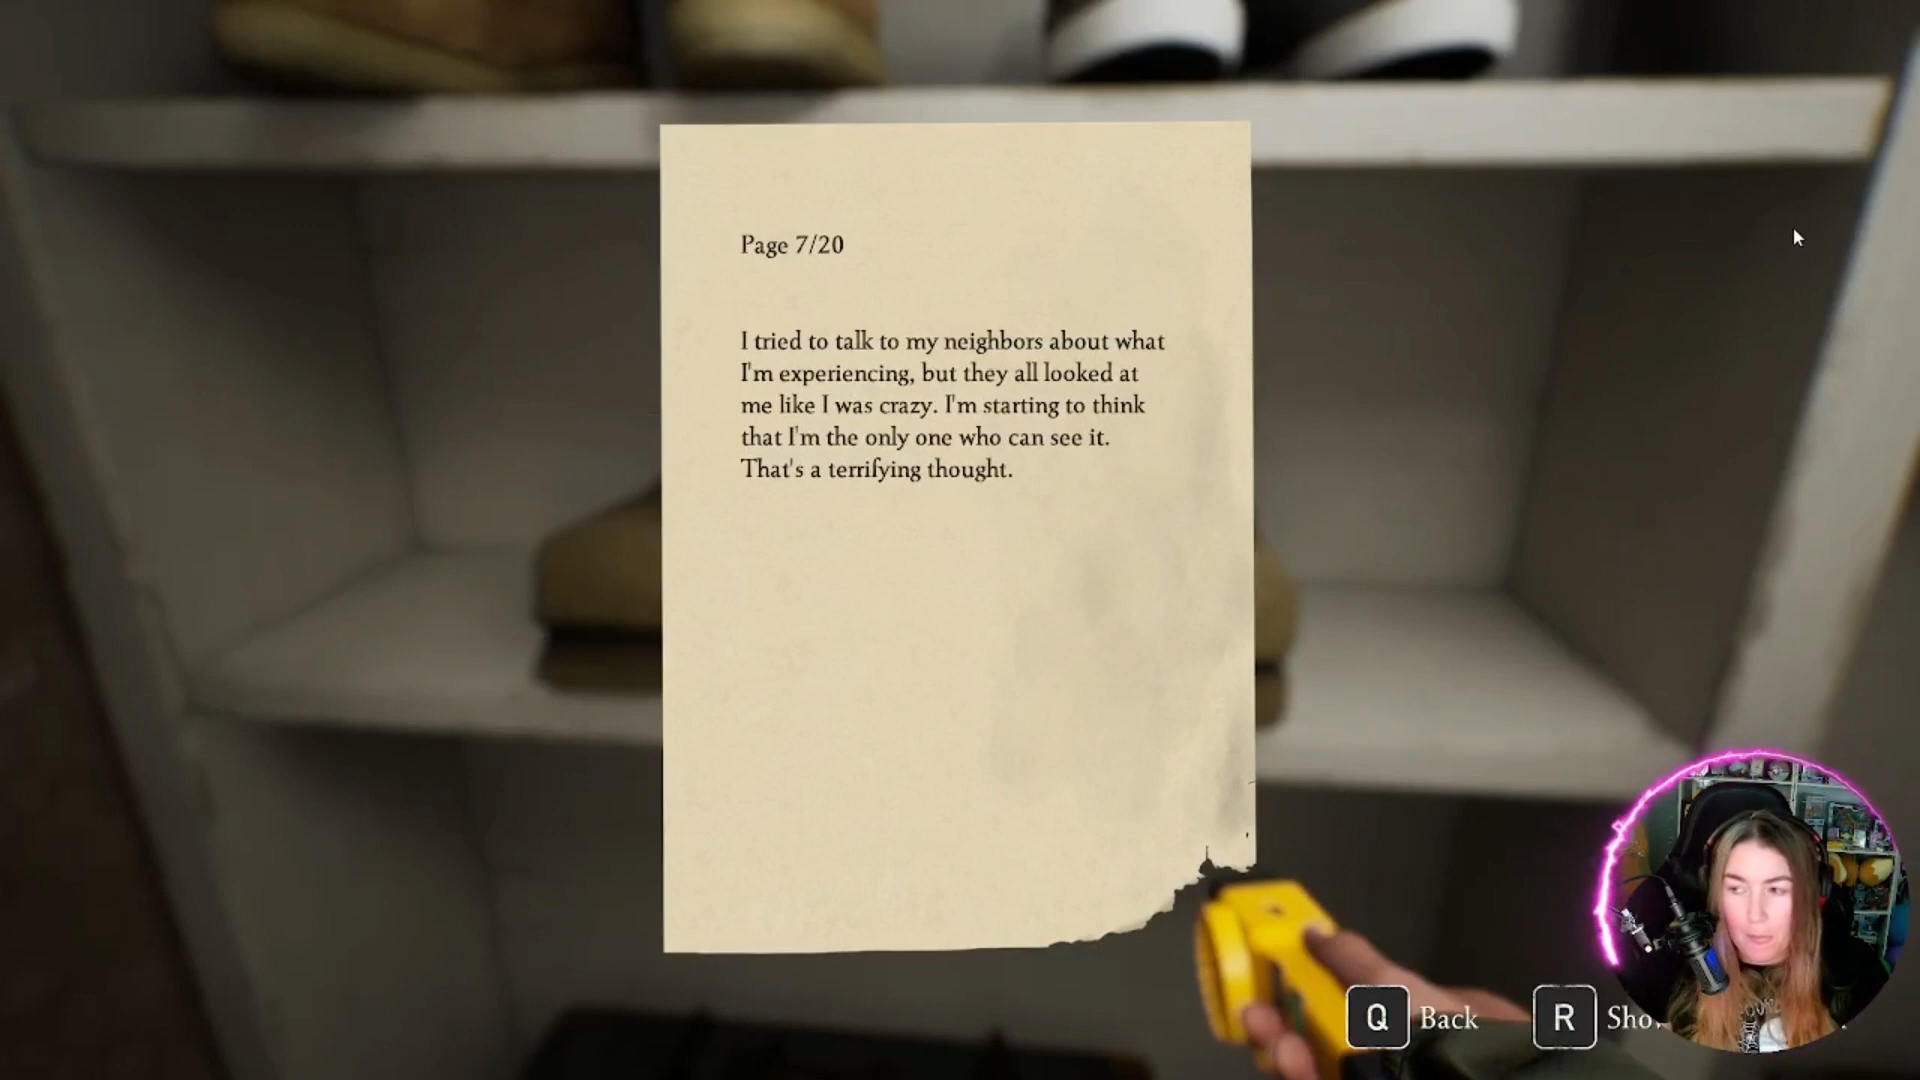 Page 7/20
I tried to talk to my neighbors about what
I'm experiencing, but they all looked at
me like I was crazy. I'm starting to think
that I'm the only one who can see it.
That's a terrifying thought.
Q Back
R